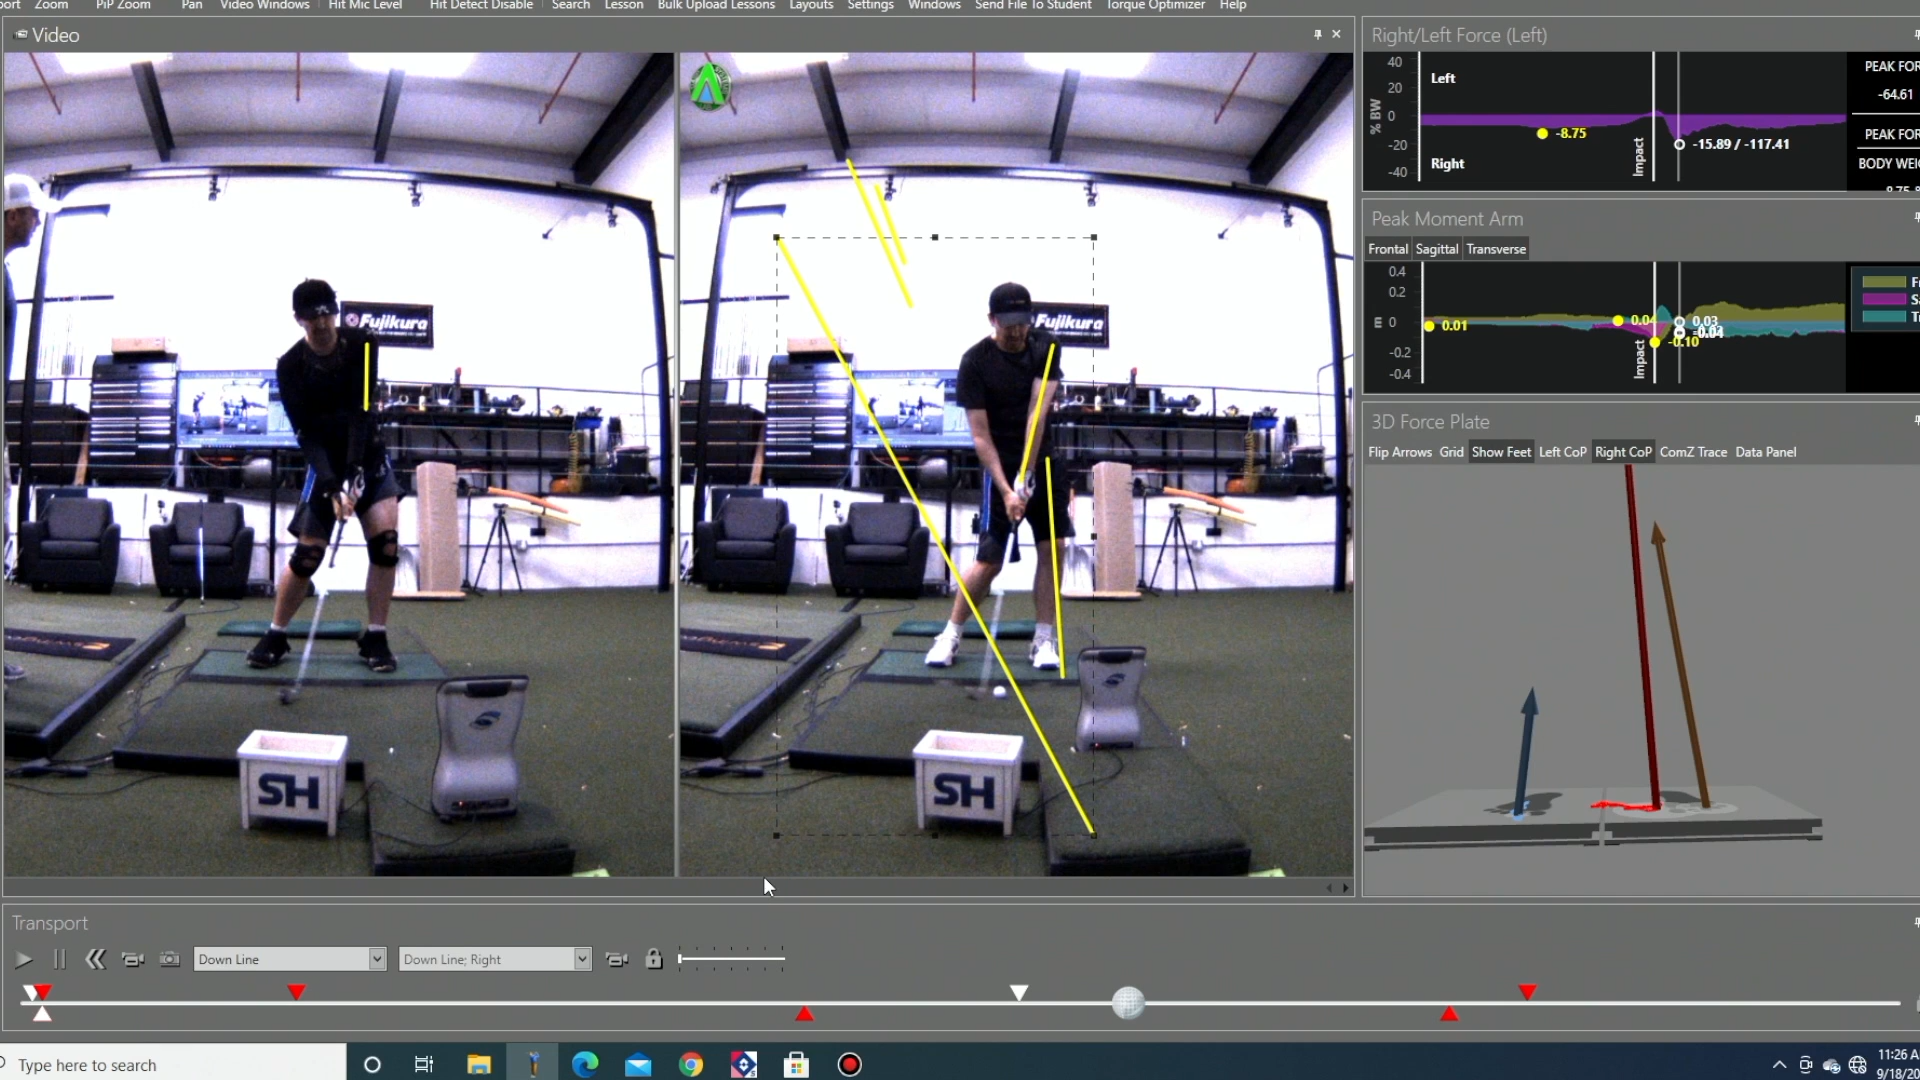 ort Zoom PiP Zoom Pan Video Windows Hit Mic Level Hit Detect Disable Search Lesson Bulk Upload Lessons Layouts Settings Windows Send File To Student Torque Optimizer Help
Video
Fujikura
Fujikura
SH
SH
Right/Left Force (Left)
40
20
0
-20
-40
% BW
Left
Right
-8.75
Impact
-15.89 / -117.41
PEAK FOR
-64.61
PEAK FOR
BODY WEI
Peak Moment Arm
Frontal Sagittal Transverse
0.4
0.2
0
-0.2
-0.4
m
0.01
0.04
-0.10
0.03
Impact
F
S
T
3D Force Plate
Flip Arrows Grid Show Feet Left CoP Right CoP ComZ Trace Data Panel
Transport
Down Line
Down Line; Right
Type here to search
11:26 A
9/18/20